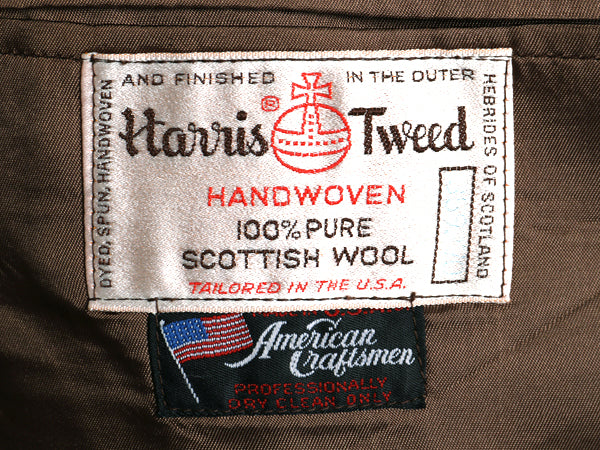 DYED, SPUN, HANDWOVEN
AND FINISHED
IN THE OUTER
HEBRIDES OF SCOTLAND
Harris ® Tweed
HANDWOVEN
100% PURE
SCOTTISH WOOL
TAILORED IN THE U.S.A.
American
Craftsmen
PROFESSIONALLY
DRY CLEAN ONLY